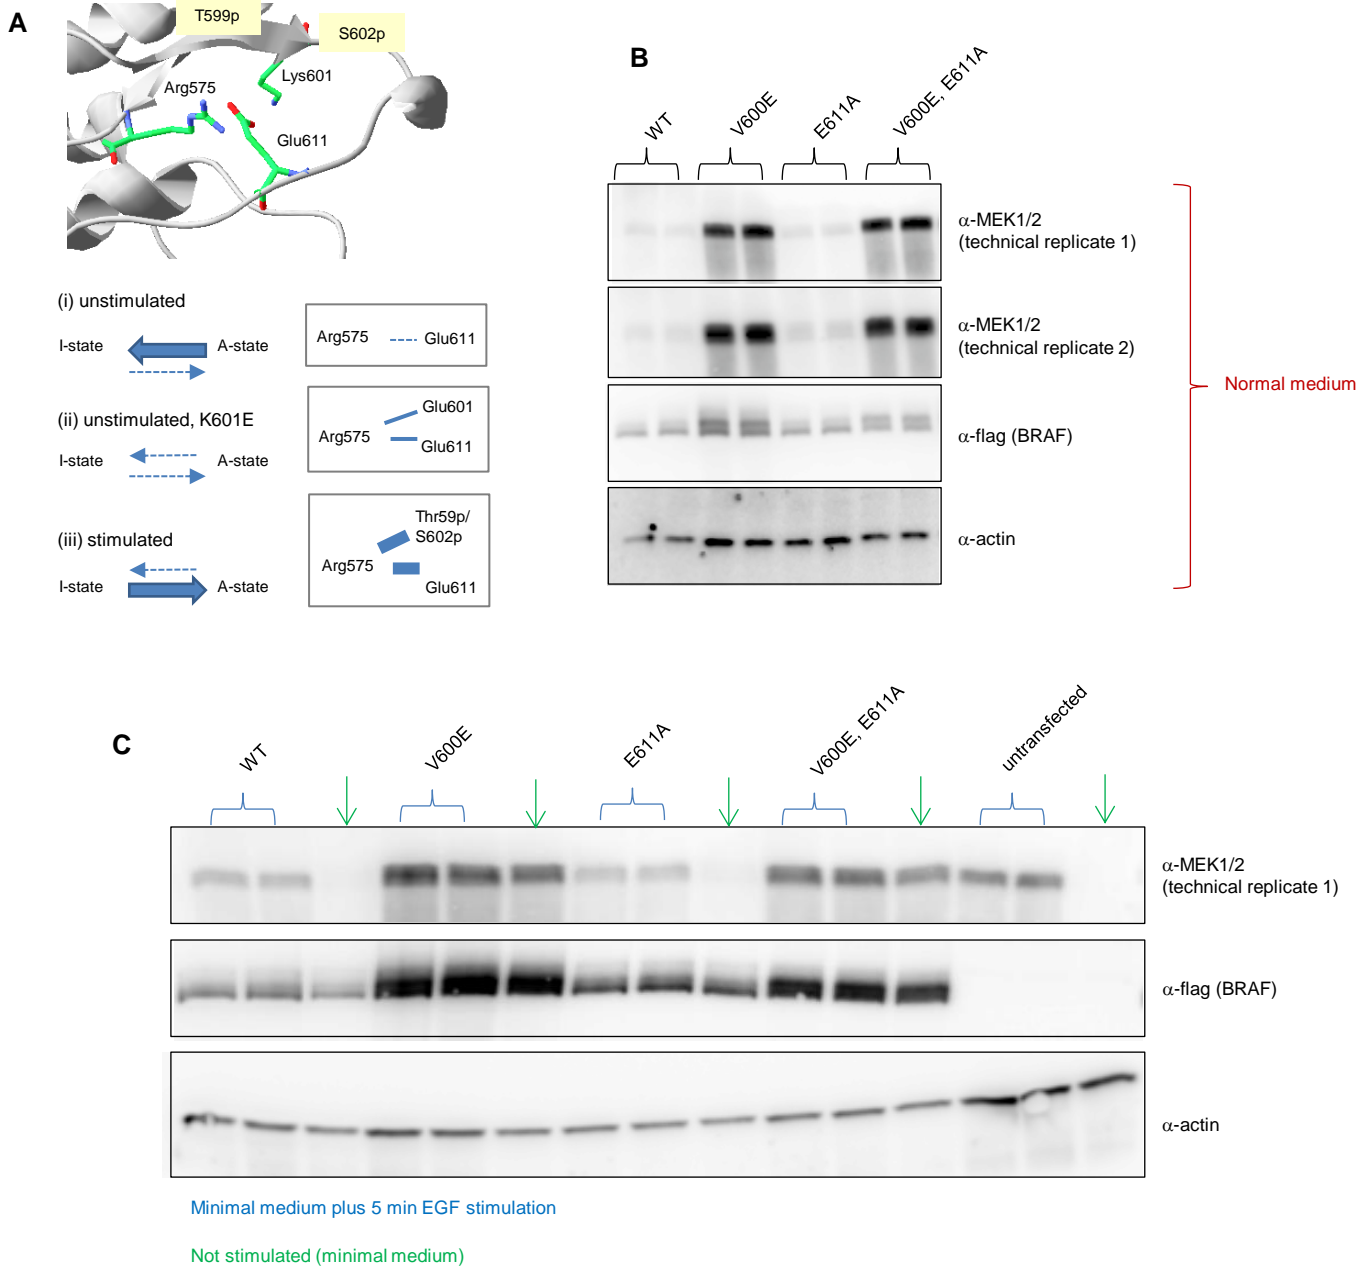 A
T599p
S602p
Lys601
Arg575
Glu611
(i) unstimulated
I-state
A-state
Arg575
Glu611
(ii) unstimulated, K601E
I-state
A-state
Arg575
Glu601
Glu611
(iii) stimulated
I-state
A-state
Thr59p/
S602p
Arg575
Glu611
B
WT
V600E
E611A
V600E, E611A
α-MEK1/2
(technical replicate 1)
α-MEK1/2
(technical replicate 2)
α-flag (BRAF)
α-actin
Normal medium
C
WT
V600E
E611A
V600E, E611A
untransfected
α-MEK1/2
(technical replicate 1)
α-flag (BRAF)
α-actin
Minimal medium plus 5 min EGF stimulation
Not stimulated (minimal medium)